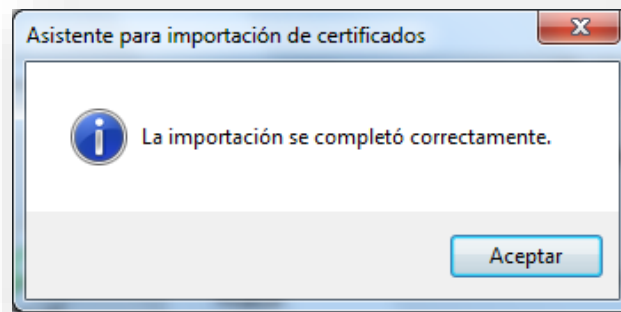 Asistente para importación de certificados
La importación se completó correctamente.
Aceptar